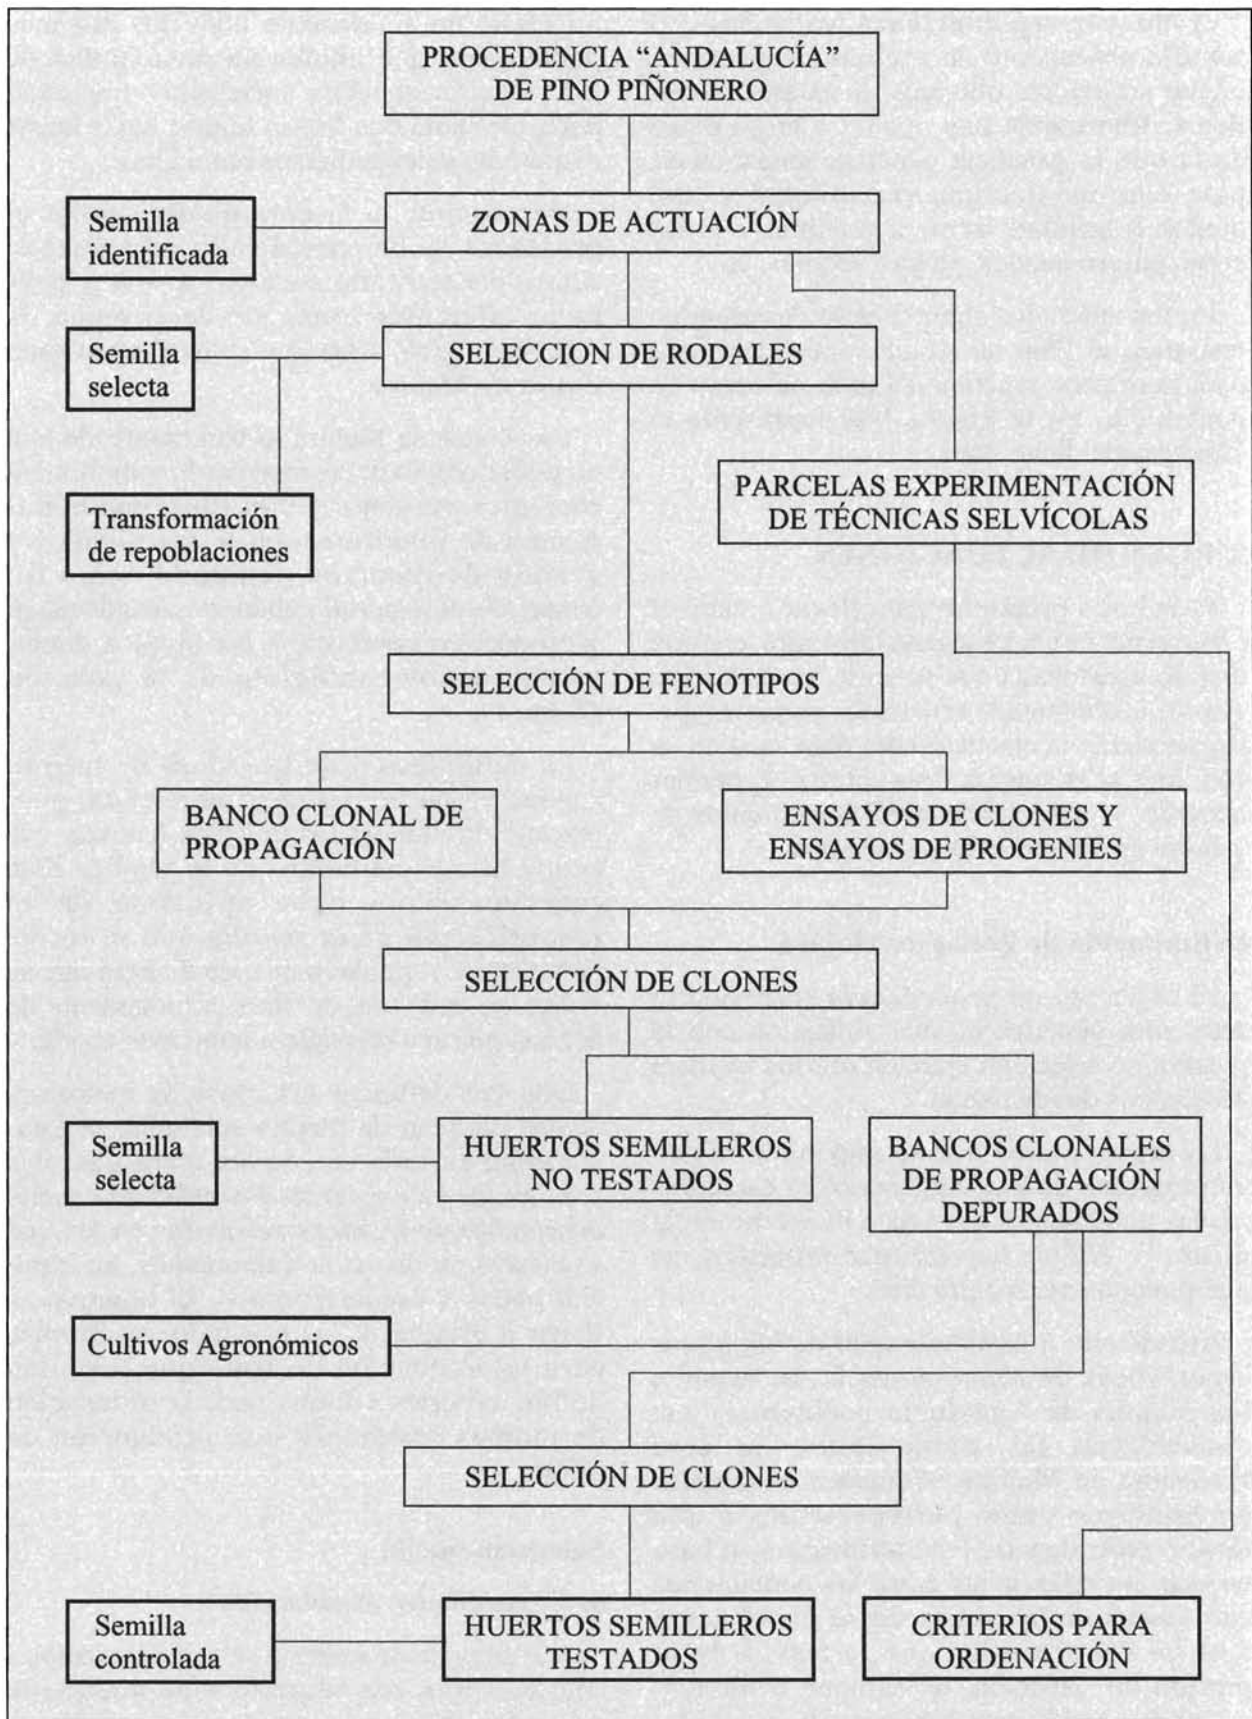 PROCEDENCIA “ANDALUCÍA”
DE PINO PIÑONERO
Semilla
identificada
ZONAS DE ACTUACIÓN
Semilla
selecta
SELECCION DE RODALES
Transformación
de repoblaciones
PARCELAS EXPERIMENTACIÓN
DE TÉCNICAS SELVÍCOLAS
SELECCIÓN DE FENOTIPOS
BANCO CLONAL DE
PROPAGACIÓN
ENSAYOS DE CLONES Y
ENSAYOS DE PROGENIES
SELECCIÓN DE CLONES
Semilla
selecta
HUERTOS SEMILLEROS
NO TESTADOS
BANCOS CLONALES
DE PROPAGACIÓN
DEPURADOS
Cultivos Agronómicos
SELECCIÓN DE CLONES
Semilla
controlada
HUERTOS SEMILLEROS
TESTADOS
CRITERIOS PARA
ORDENACIÓN